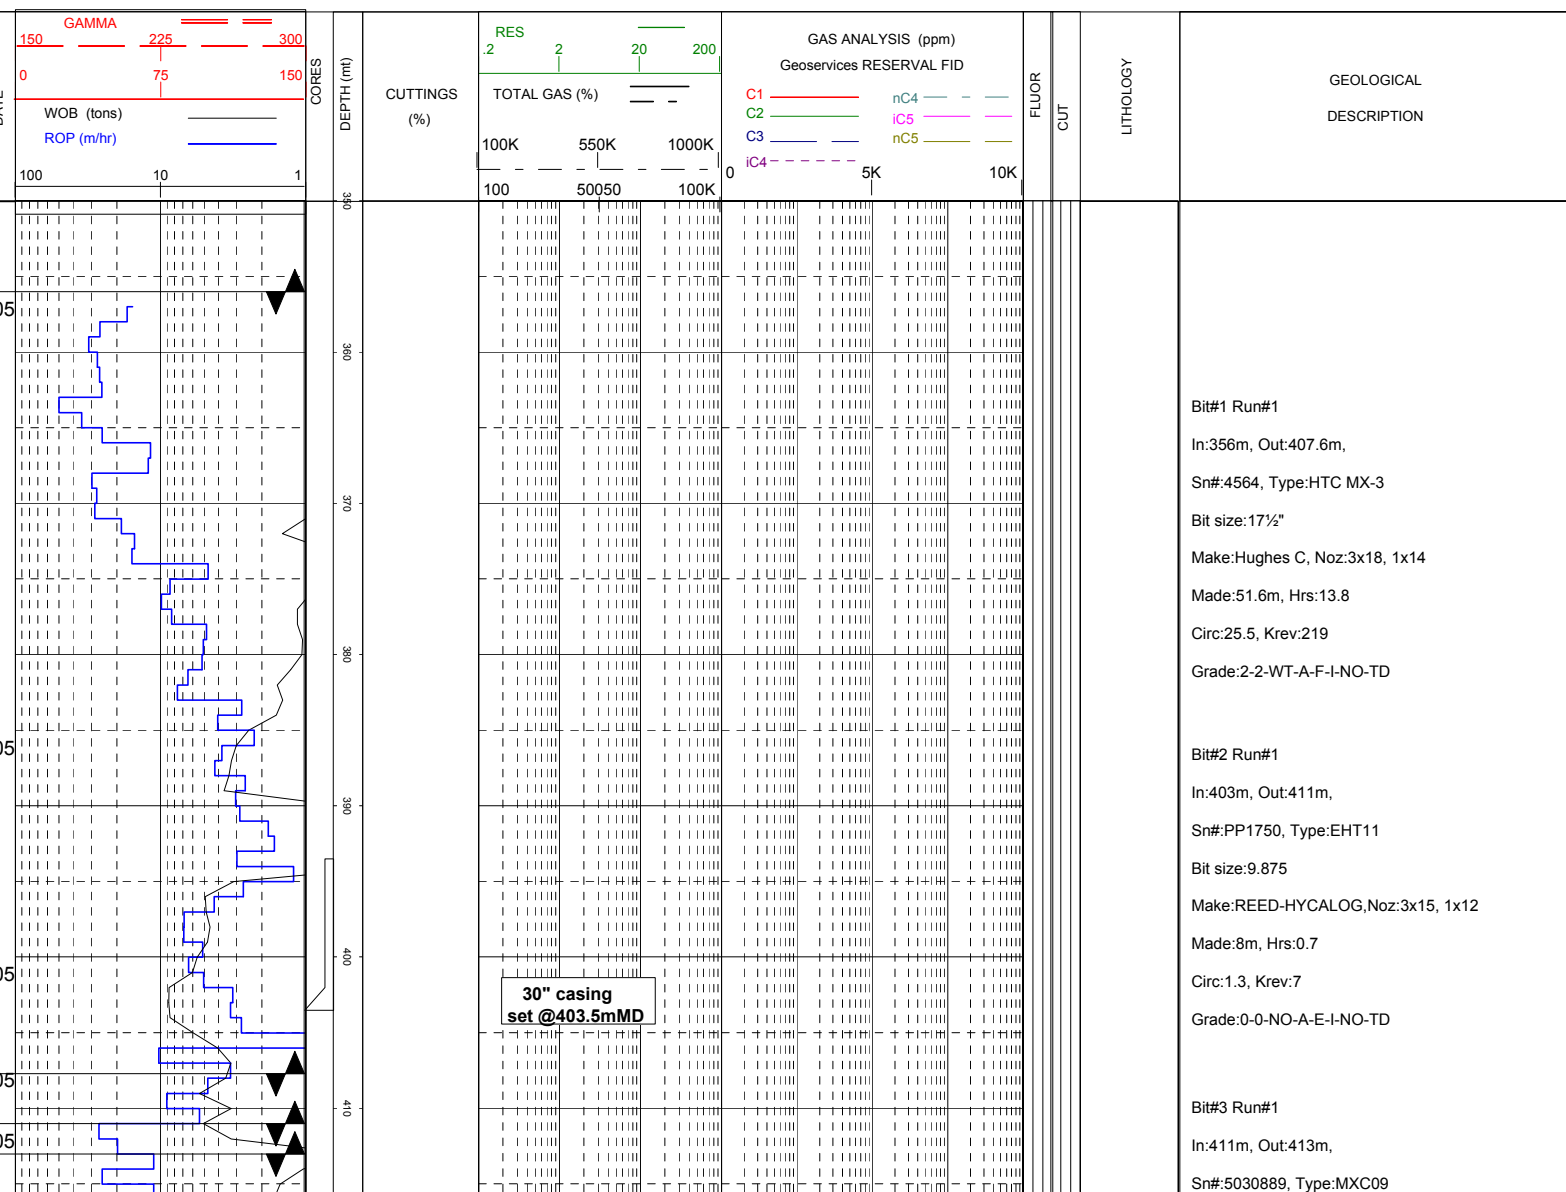 GAMMA
150 225 300
0 75 150
WOB (tons)
ROP (m/hr)
100 10 1
CORES
DEPTH (mt)
CUTTINGS
(%)
RES
.2 2 20 200
TOTAL GAS (%)
100K 550K 1000K
100 50050 100K
GAS ANALYSIS (ppm)
Geoservices RESERVAL FID
C1 nC4
C2 iC5
C3 nC5
iC4
0 5K 10K
FLUOR
CUT
LITHOLOGY
GEOLOGICAL
DESCRIPTION
350
05
360
370
380
05
390
400
05
05
410
05
30" casing
set @403.5mMD
Bit#1 Run#1
In:356m, Out:407.6m,
Sn#:4564, Type:HTC MX-3
Bit size:17½"
Make:Hughes C, Noz:3x18, 1x14
Made:51.6m, Hrs:13.8
Circ:25.5, Krev:219
Grade:2-2-WT-A-F-I-NO-TD
Bit#2 Run#1
In:403m, Out:411m,
Sn#:PP1750, Type:EHT11
Bit size:9.875
Make:REED-HYCALOG,Noz:3x15, 1x12
Made:8m, Hrs:0.7
Circ:1.3, Krev:7
Grade:0-0-NO-A-E-I-NO-TD
Bit#3 Run#1
In:411m, Out:413m,
Sn#:5030889, Type:MXC09